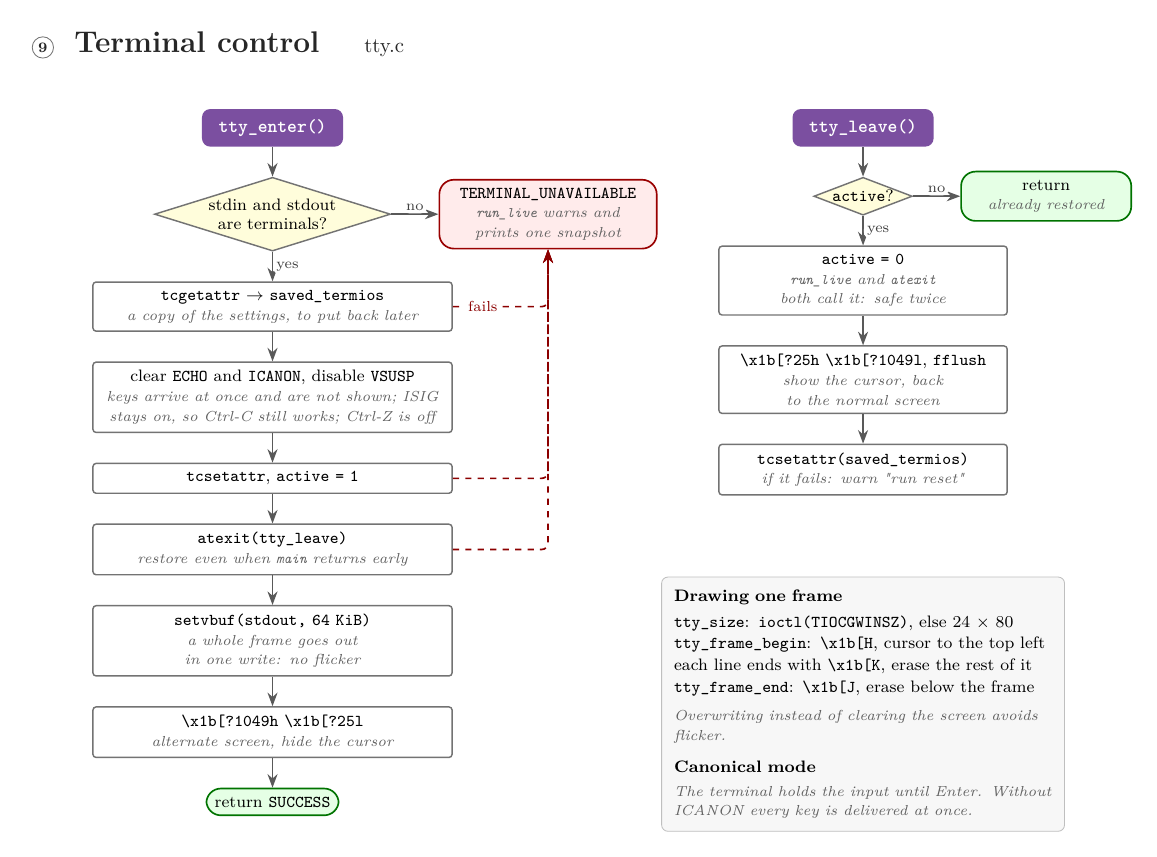 9 Terminal control tty.c
tty_enter()
stdin and stdout
are terminals?
no
TERMINAL_UNAVAILABLE
run_live warns and
prints one snapshot
yes
tcgetattr → saved_termios
a copy of the settings, to put back later
fails
clear ECHO and ICANON, disable VSUSP
keys arrive at once and are not shown; ISIG
stays on, so Ctrl-C still works; Ctrl-Z is off
tcsetattr, active = 1
atexit(tty_leave)
restore even when main returns early
setvbuf(stdout, 64 KiB)
a whole frame goes out
in one write: no flicker
\x1b[?1049h \x1b[?25l
alternate screen, hide the cursor
return SUCCESS
tty_leave()
active?
no
return
already restored
yes
active = 0
run_live and atexit
both call it: safe twice
\x1b[?25h \x1b[?1049l, fflush
show the cursor, back
to the normal screen
tcsetattr(saved_termios)
if it fails: warn "run reset"
Drawing one frame
tty_size: ioctl(TIOCGWINSZ), else 24 × 80
tty_frame_begin: \x1b[H, cursor to the top left
each line ends with \x1b[K, erase the rest of it
tty_frame_end: \x1b[J, erase below the frame
Overwriting instead of clearing the screen avoids
flicker.
Canonical mode
The terminal holds the input until Enter. Without
ICANON every key is delivered at once.